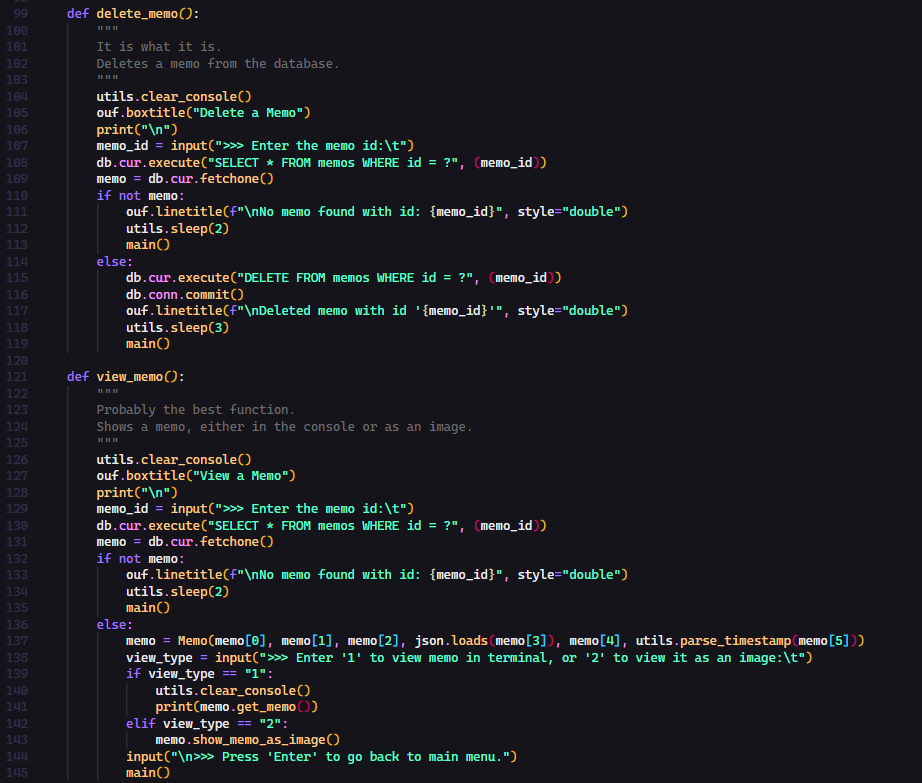 99 def delete_memo():
100 """
101 It is what it is.
102 Deletes a memo from the database.
103 """
104 utils.clear_console()
105 ouf.boxtitle("Delete a Memo")
106 print("\n")
107 memo_id = input(">>> Enter the memo id:\t")
108 db.cur.execute("SELECT * FROM memos WHERE id = ?", (memo_id))
109 memo = db.cur.fetchone()
110 if not memo:
111 ouf.linetitle(f"\nNo memo found with id: {memo_id}", style="double")
112 utils.sleep(2)
113 main()
114 else:
115 db.cur.execute("DELETE FROM memos WHERE id = ?", (memo_id))
116 db.conn.commit()
117 ouf.linetitle(f"\nDeleted memo with id '{memo_id}'", style="double")
118 utils.sleep(3)
119 main()
120
121 def view_memo():
122 """
123 Probably the best function.
124 Shows a memo, either in the console or as an image.
125 """
126 utils.clear_console()
127 ouf.boxtitle("View a Memo")
128 print("\n")
129 memo_id = input(">>> Enter the memo id:\t")
130 db.cur.execute("SELECT * FROM memos WHERE id = ?", (memo_id))
131 memo = db.cur.fetchone()
132 if not memo:
133 ouf.linetitle(f"\nNo memo found with id: {memo_id}", style="double")
134 utils.sleep(2)
135 main()
136 else:
137 memo = Memo(memo[0], memo[1], memo[2], json.loads(memo[3]), memo[4], utils.parse_timestamp(memo[5]))
138 view_type = input(">>> Enter '1' to view memo in terminal, or '2' to view it as an image:\t")
139 if view_type == "1":
140 utils.clear_console()
141 print(memo.get_memo())
142 elif view_type == "2":
143 memo.show_memo_as_image()
144 input("\n>>> Press 'Enter' to go back to main menu.")
145 main()